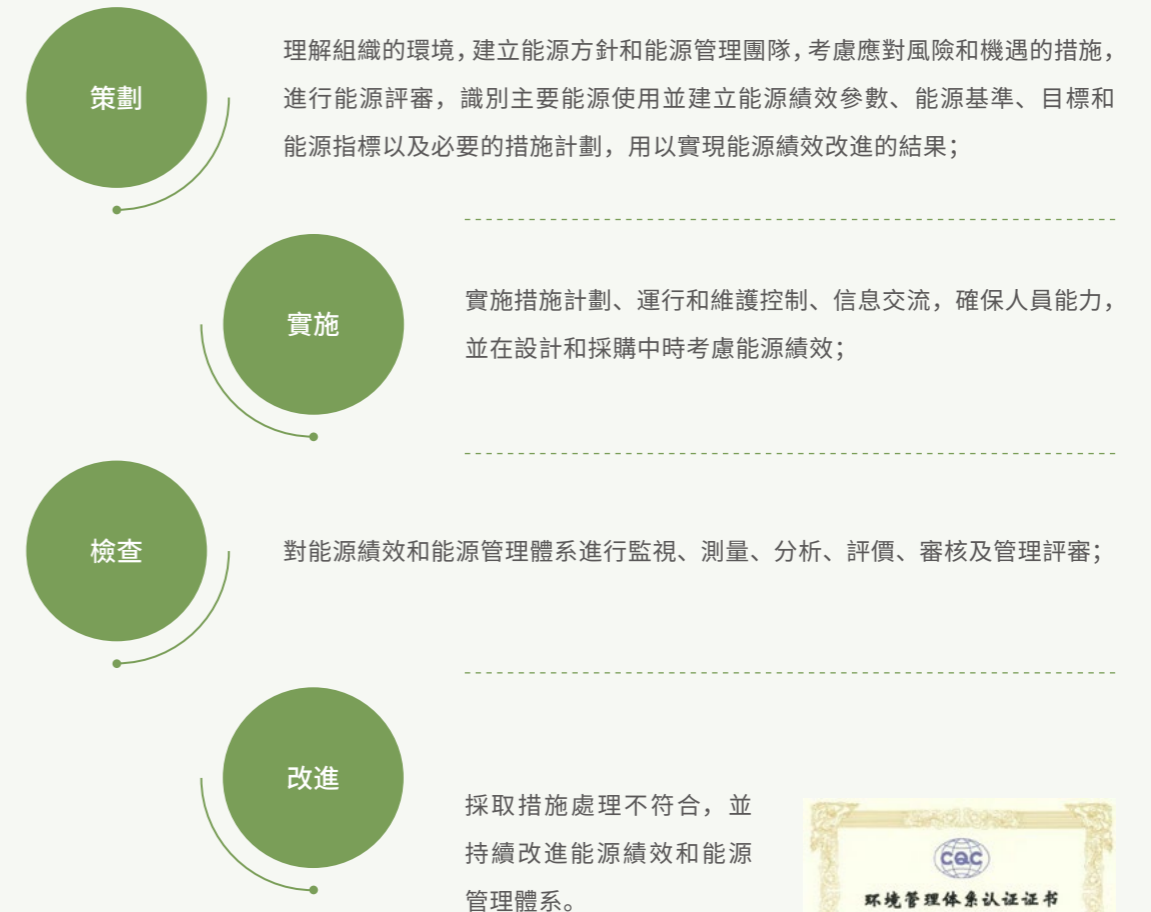 策劃
理解組織的環境，建立能源方針和能源管理團隊，考慮應對風險和機遇的措施，
進行能源評審，識別主要能源使用並建立能源績效參數、能源基準、目標和
能源指標以及必要的措施計劃，用以實現能源績效改進的結果；
實施
實施措施計劃、運行和維護控制、信息交流，確保人員能力，
並在設計和採購中時考慮能源績效；
檢查
對能源績效和能源管理體系進行監視、測量、分析、評價、審核及管理評審；
改進
採取措施處理不符合，並
持續改進能源績效和能源
管理體系。
CQC
环境管理体系认证证书